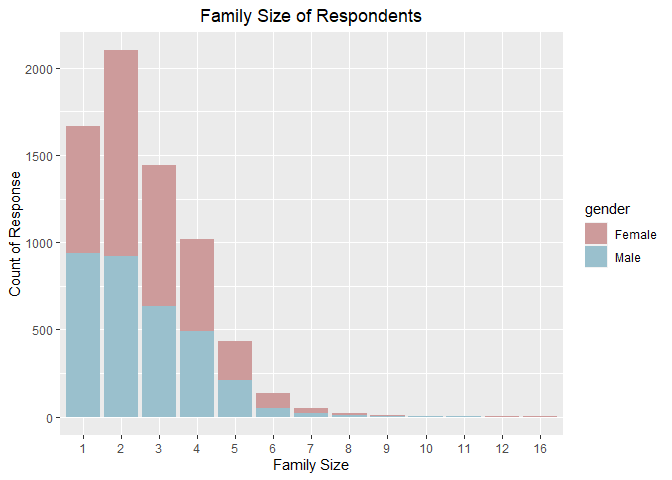 Family Size of Respondents
Count of Response
2000
1500
1000
500
0
1 2 3 4 5 6 7 8 9 10 11 12 16
Family Size
gender
Female
Male